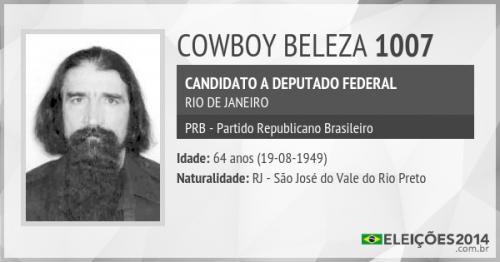 COWBOY BELEZA 1007
CANDIDATO A DEPUTADO FEDERAL
RIO DE JANEIRO
PRB - Partido Republicano Brasileiro
Idade: 64 anos (19-08-1949)
Naturalidade: RJ - São José do Vale do Rio Preto
ELEIÇÕES2014
.com.br